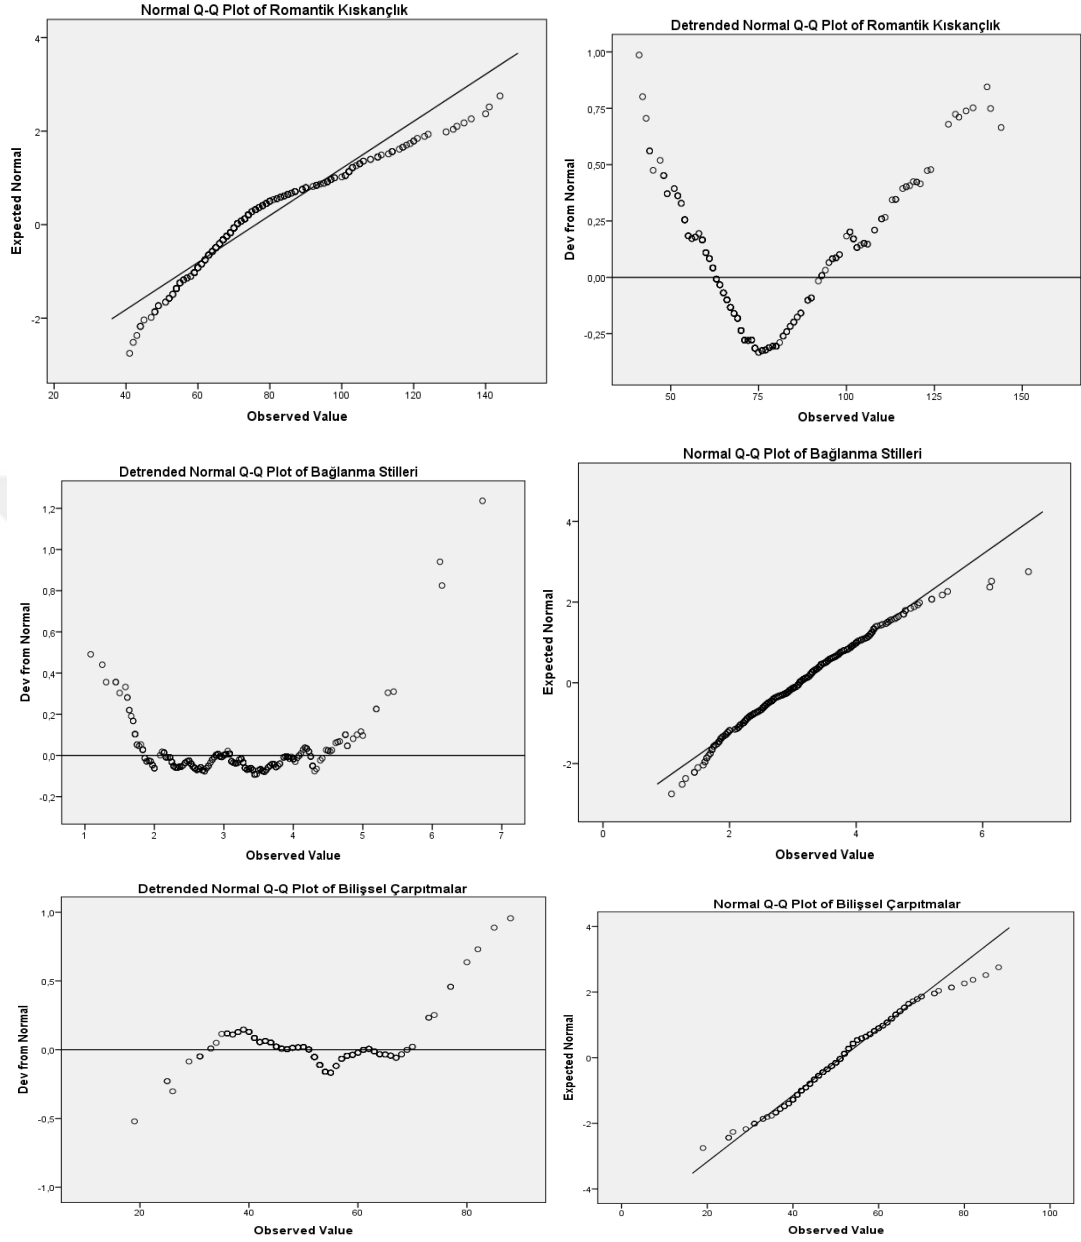 Normal Q-Q Plot of Romantik Kıskançlık
Expected Normal
4
2
0
-2
20 40 60 80 100 120 140
Observed Value
Detrended Normal Q-Q Plot of Romantik Kıskançlık
Dev from Normal
1,00
0,75
0,50
0,25
0,00
-0,25
50 75 100 125 150
Observed Value
Detrended Normal Q-Q Plot of Bağlanma Stilleri
Dev from Normal
1,2
1,0
0,8
0,6
0,4
0,2
0,0
-0,2
1 2 3 4 5 6 7
Observed Value
Normal Q-Q Plot of Bağlanma Stilleri
Expected Normal
4
2
0
-2
0 2 4 6
Observed Value
Detrended Normal Q-Q Plot of Bilişsel Çarpıtmalar
Dev from Normal
1,0
0,5
0,0
-0,5
-1,0
20 40 60 80
Observed Value
Normal Q-Q Plot of Bilişsel Çarpıtmalar
Expected Normal
4
2
0
-2
-4
0 20 40 60 80 100
Observed Value